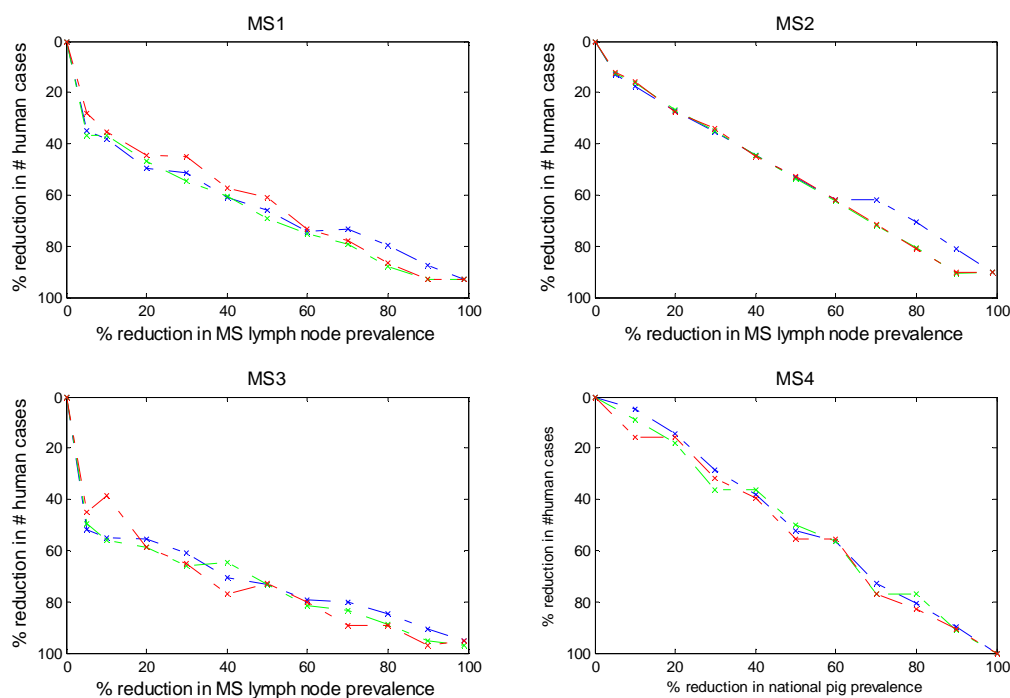 MS1
0
20
40
60
80
100
% reduction in # human cases
0 20 40 60 80 100
% reduction in MS lymph node prevalence
MS2
0
20
40
60
80
100
% reduction in # human cases
0 20 40 60 80 100
% reduction in MS lymph node prevalence
MS3
0
20
40
60
80
100
% reduction in # human cases
0 20 40 60 80 100
% reduction in MS lymph node prevalence
MS4
0
20
40
60
80
100
% reduction in #human cases
0 20 40 60 80 100
% reduction in national pig prevalence